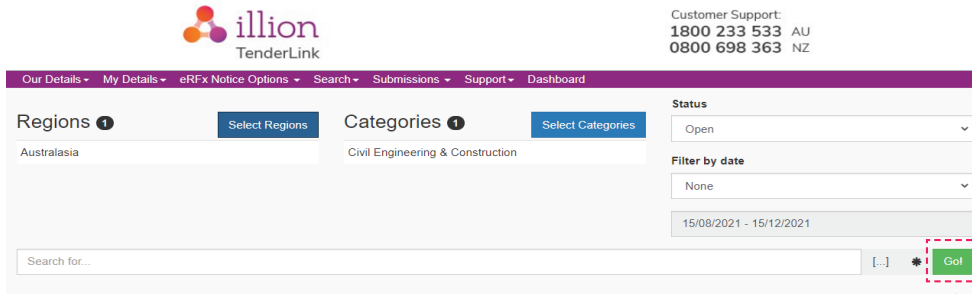 illion
TenderLink
Customer Support:
1800 233 533 AU
0800 698 363 NZ
Our Details My Details eRFx Notice Options Search Submissions Support Dashboard
Regions 1
Select Regions
Australasia
Categories 1
Select Categories
Civil Engineering & Construction
Status
Open
Filter by date
None
15/08/2021 - 15/12/2021
Search for...
[...]
✱
Go!